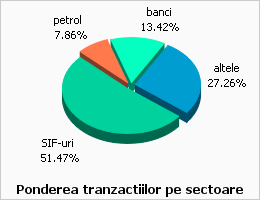 petrol
7.86%
banci
13.42%
altele
27.26%
SIF-uri
51.47%
Ponderea tranzactiilor pe sectoare